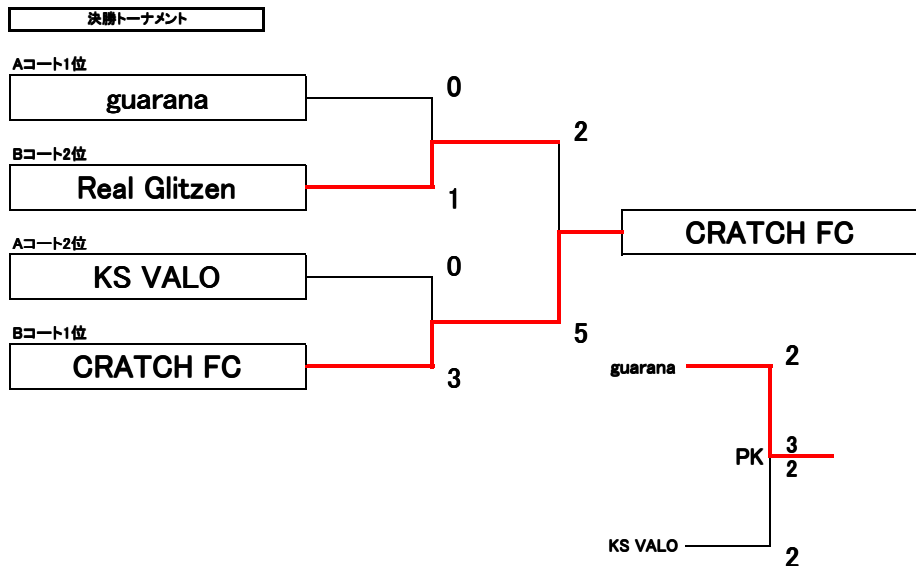 決勝トーナメント
Aコート1位
guarana
0
2
Bコート2位
Real Glitzen
1
CRATCH FC
Aコート2位
KS VALO
0
Bコート1位
CRATCH FC
3
5
guarana
2
PK
3
2
KS VALO
2